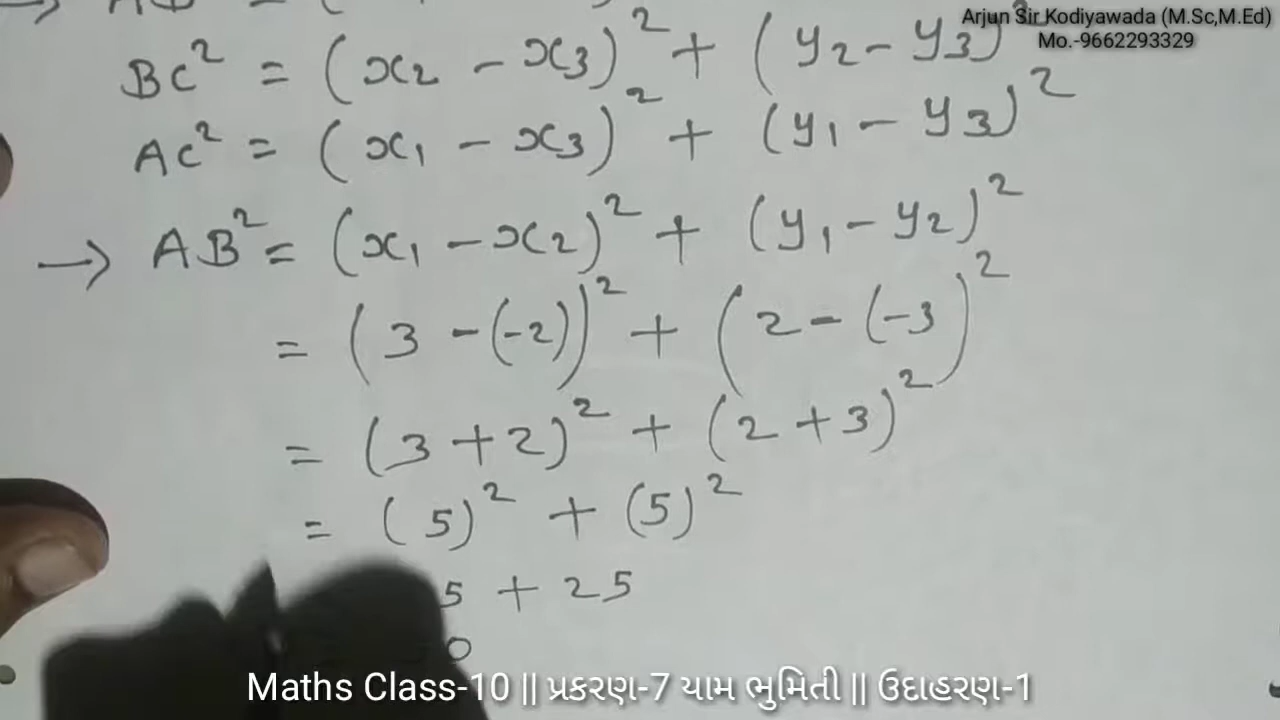 Arjun Sir Kodiyawada (M.Sc,M.Ed)
Mo.-9662293329
→ AB² = (
BC² = (x₂ - x₃)² + (y₂ - y₃)²
AC² = (x₁ - x₃)² + (y₁ - y₃)²
→ AB² = (x₁ - x₂)² + (y₁ - y₂)²
= (3 - (-2))² + (2 - (-3)²
= (3 + 2)² + (2 + 3)²
= (5)² + (5)²
5 + 25
0
Maths Class-10 || પ્રકરણ-7 યામ ભુમિતી || ઉદાહરણ-1